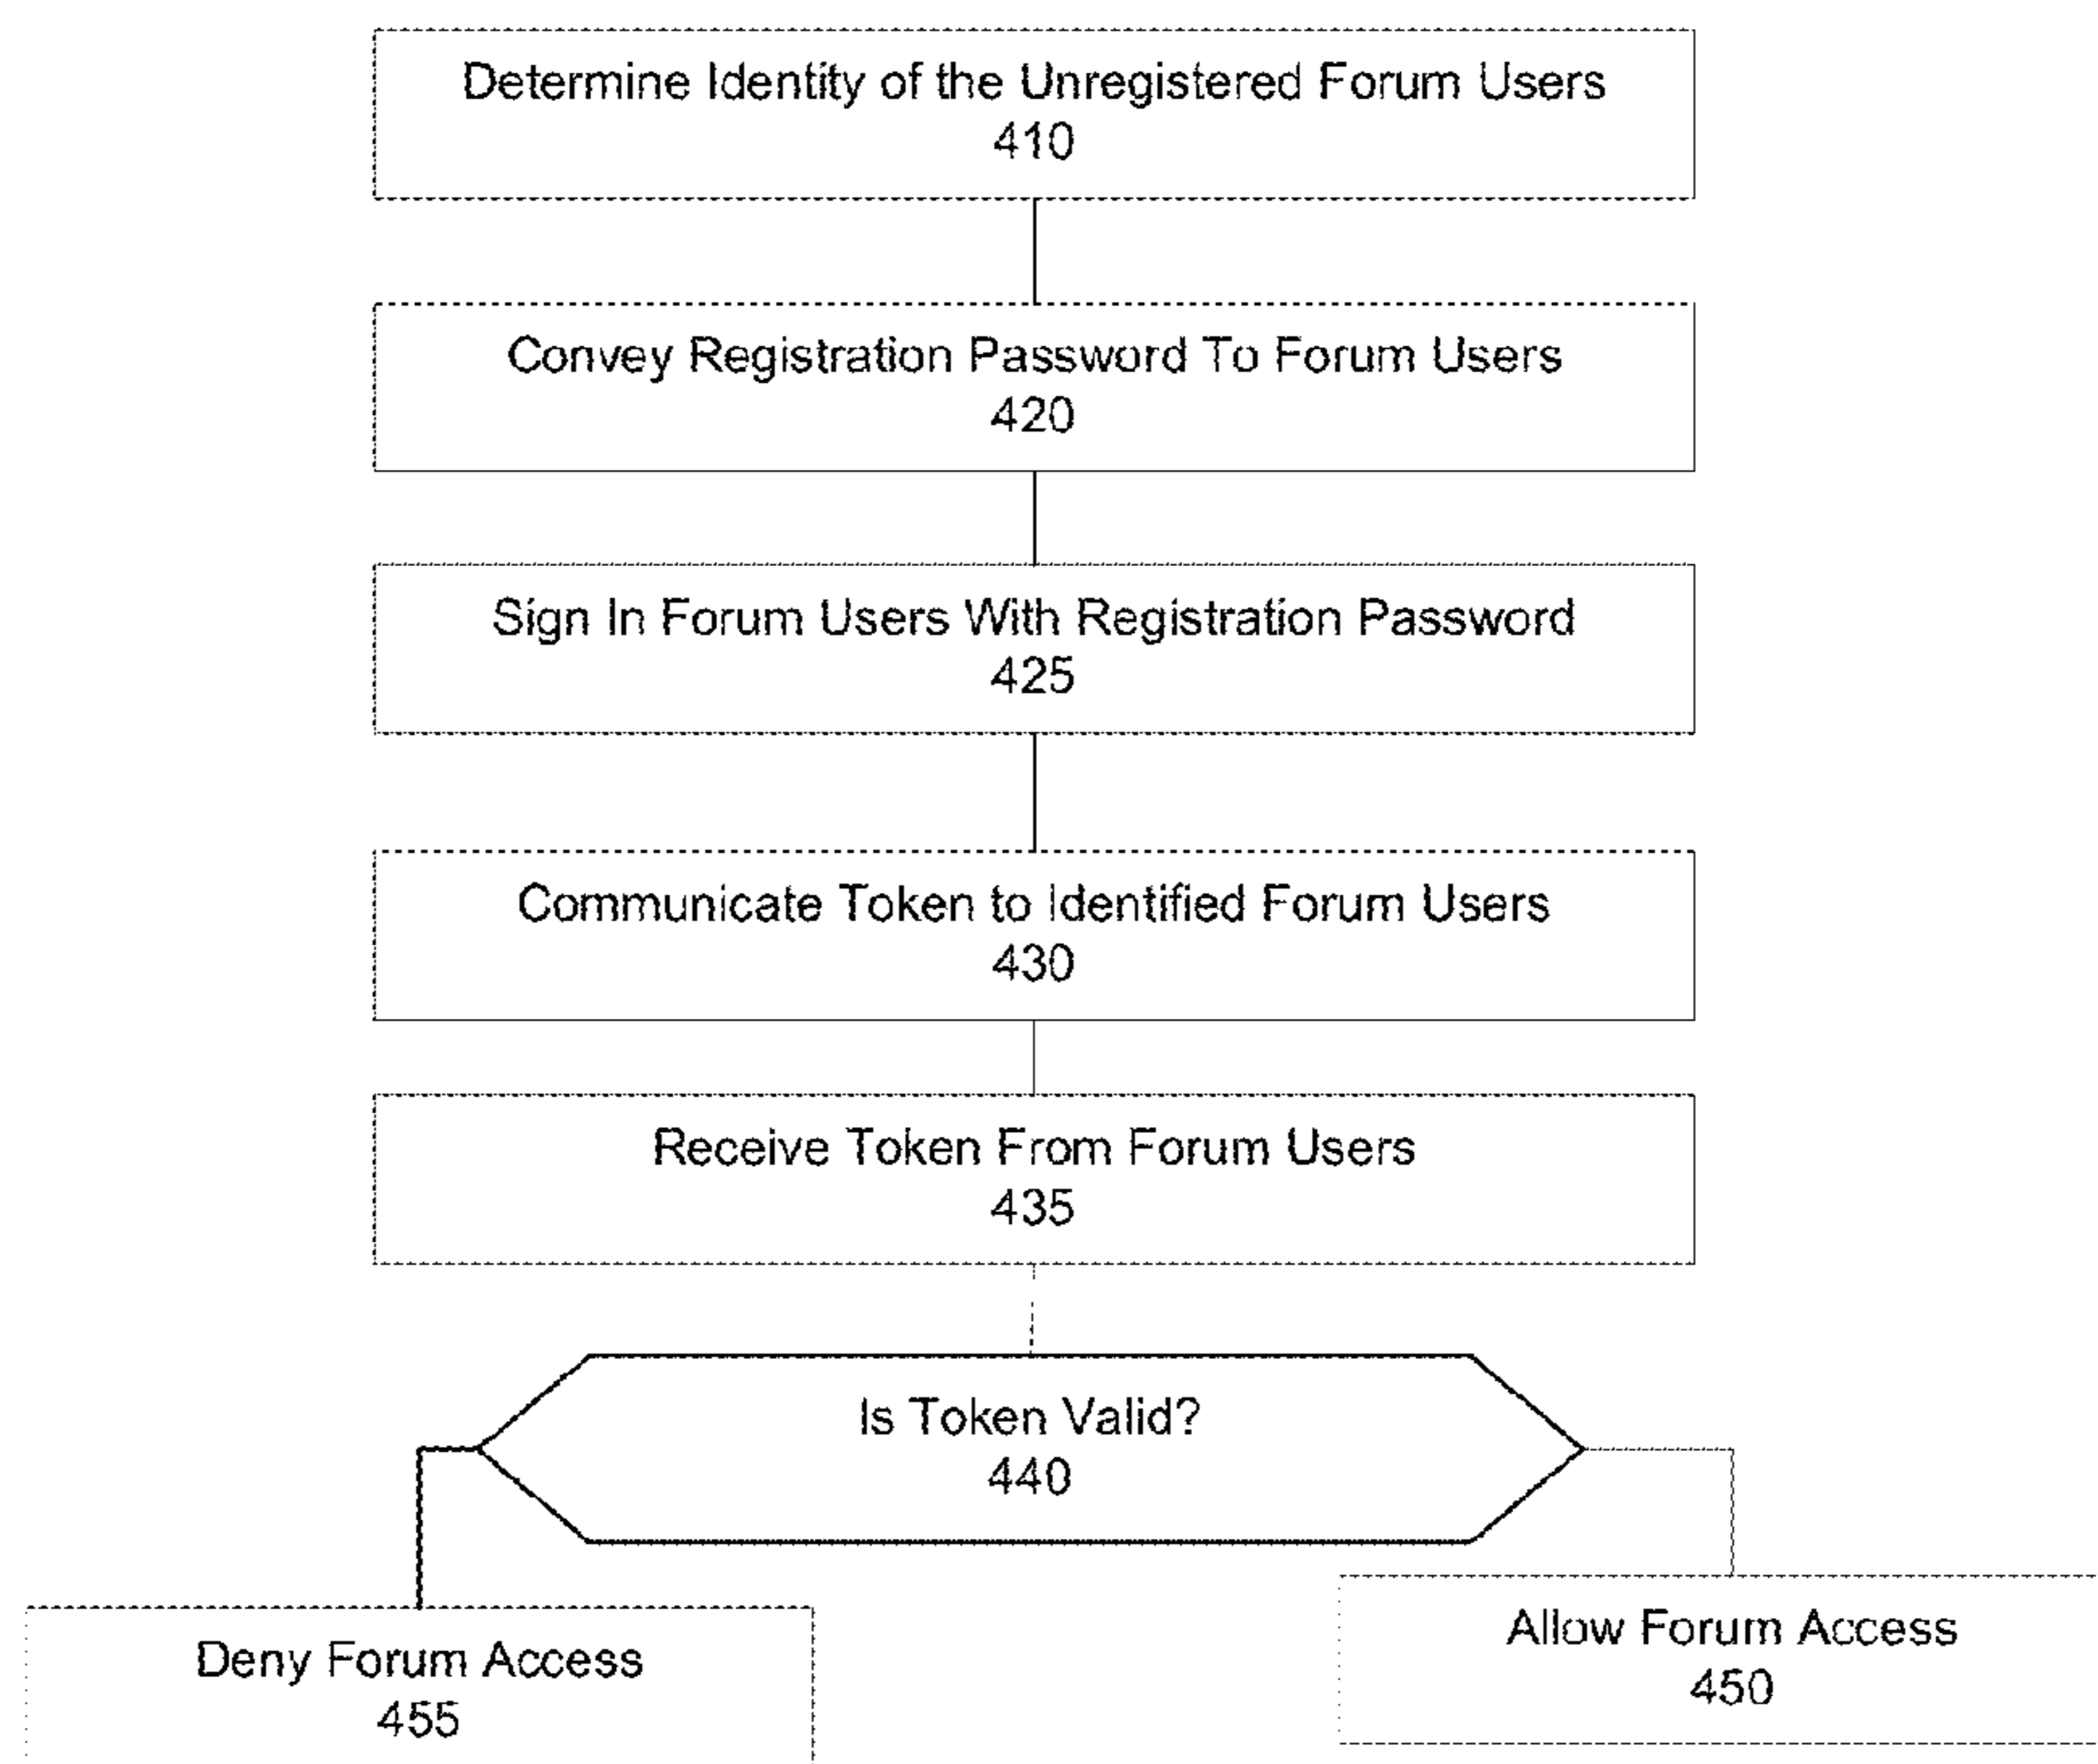 Determine Identity of the Unregistered Forum Users
410
Convey Registration Password To Forum Users
420
Sign In Forum Users With Registration Password
425
Communicate Token to Identified Forum Users
430
Receive Token From Forum Users
435
Is Token Valid?
440
Deny Forum Access
455
Allow Forum Access
450